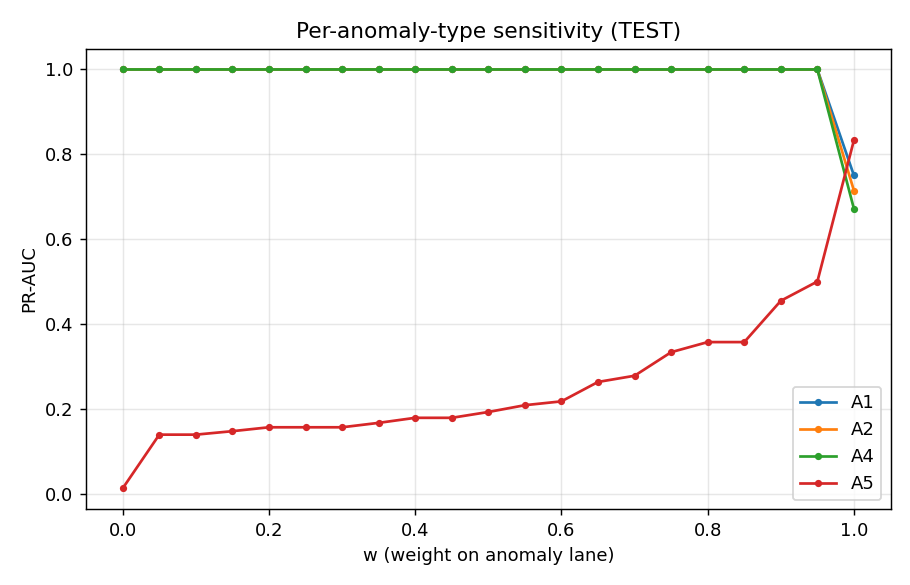 Per-anomaly-type sensitivity (TEST)
PR-AUC
1.0
0.8
0.6
0.4
0.2
0.0
A1
A2
A4
A5
0.0 0.2 0.4 0.6 0.8 1.0
w (weight on anomaly lane)